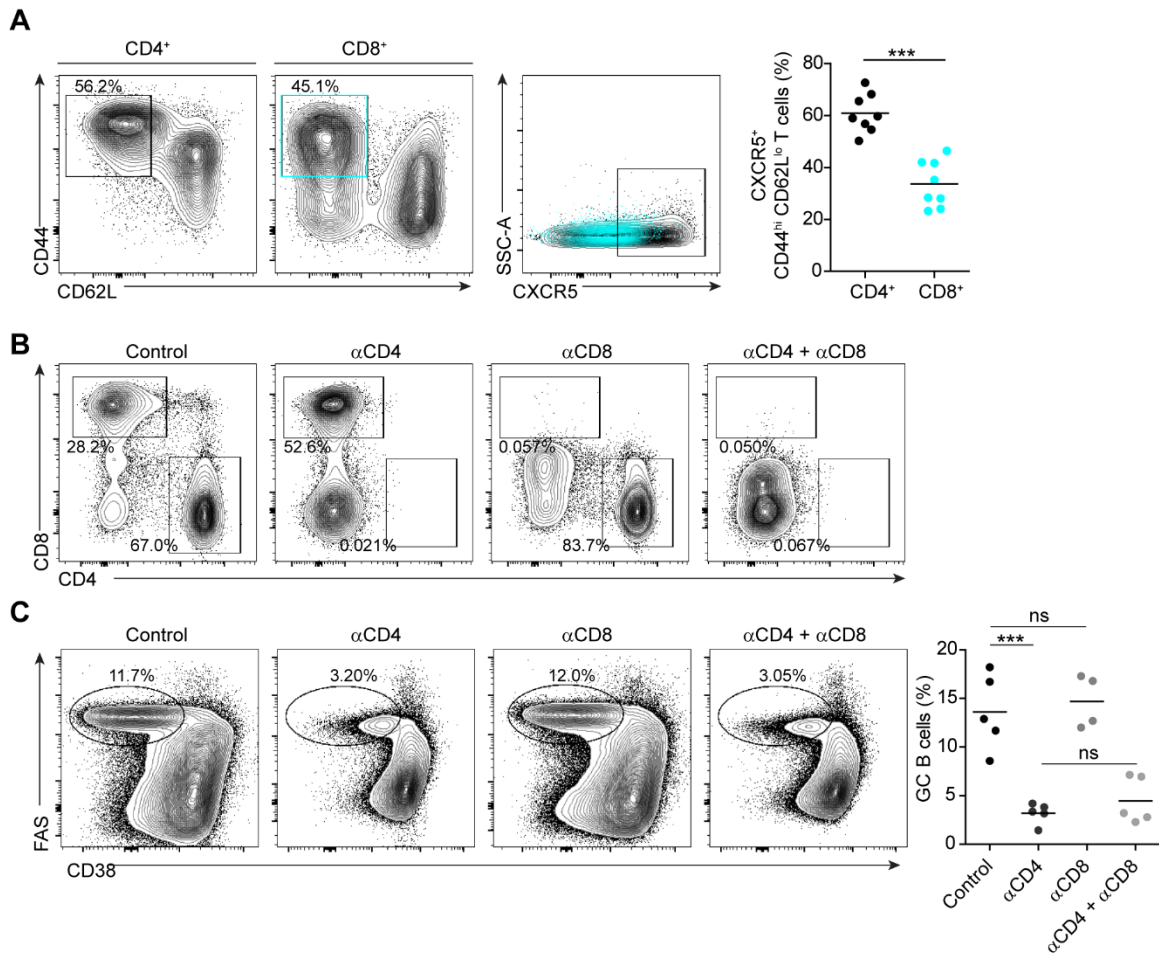 A
CD4⁺
CD8⁺
56.2%
45.1%
CD44
CD62L
SSC-A
CXCR5
***
CXCR5⁺
CD44ʰⁱ CD62Lˡᵒ T cells (%)
80
60
40
20
0
CD4⁺
CD8⁺
B
Control
αCD4
αCD8
αCD4 + αCD8
28.2%
52.6%
0.057%
0.050%
67.0%
0.021%
83.7%
0.067%
CD8
CD4
C
Control
αCD4
αCD8
αCD4 + αCD8
11.7%
3.20%
12.0%
3.05%
FAS
CD38
ns
***
ns
GC B cells (%)
20
15
10
5
0
Control
αCD4
αCD8
αCD4 + αCD8